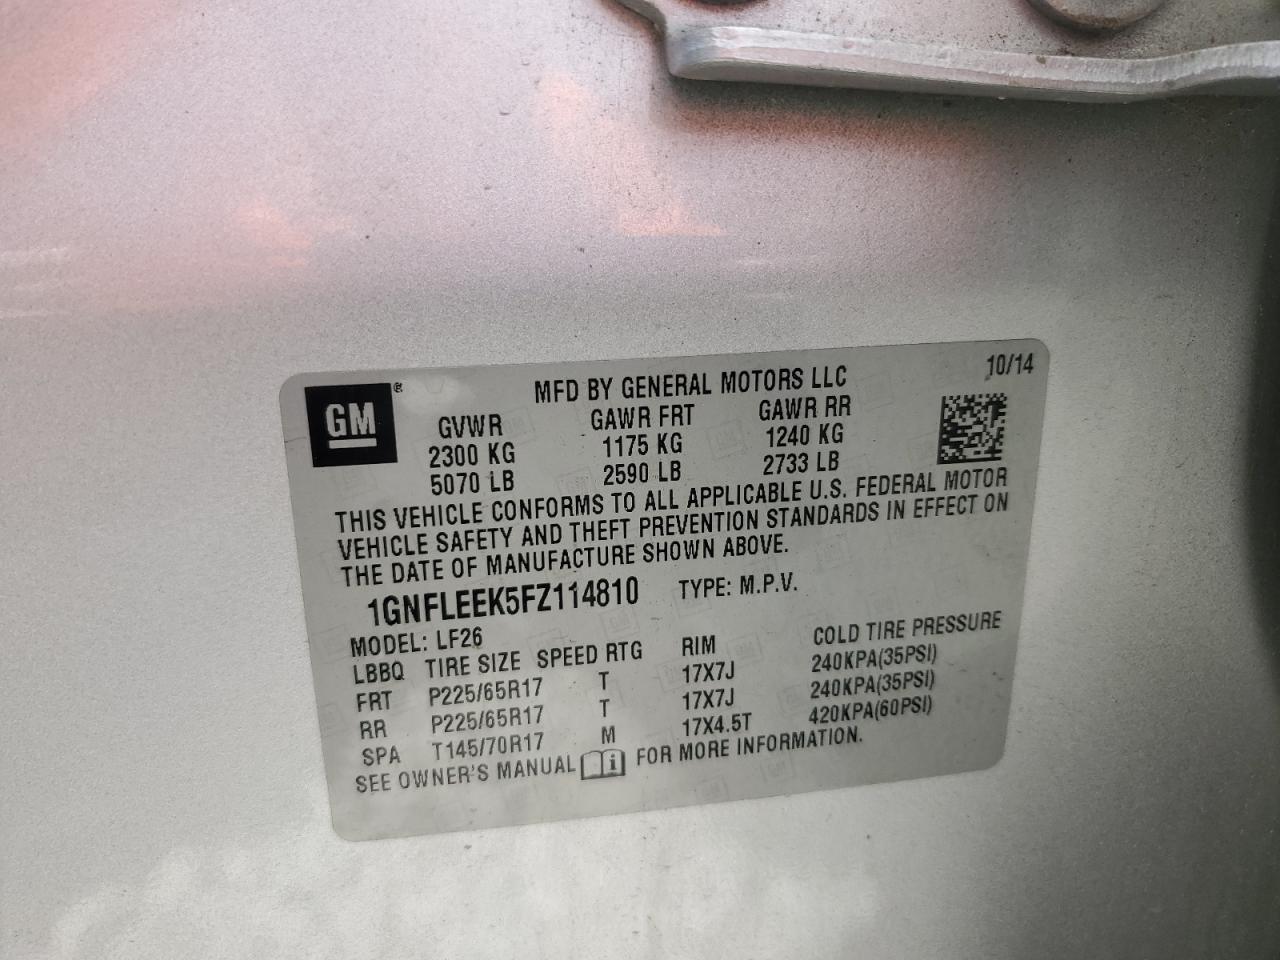 GM ® MFD BY GENERAL MOTORS LLC 10/14
GVWR GAWR FRT GAWR RR
2300 KG 1175 KG 1240 KG
5070 LB 2590 LB 2733 LB
THIS VEHICLE CONFORMS TO ALL APPLICABLE U.S. FEDERAL MOTOR
VEHICLE SAFETY AND THEFT PREVENTION STANDARDS IN EFFECT ON
THE DATE OF MANUFACTURE SHOWN ABOVE.
1GNFLEEK5FZ114810 TYPE: M.P.V.
MODEL: LF26
LBBQ TIRE SIZE SPEED RTG RIM COLD TIRE PRESSURE
FRT P225/65R17 T 17X7J 240KPA(35PSI)
RR P225/65R17 T 17X7J 240KPA(35PSI)
SPA T145/70R17 M 17X4.5T 420KPA(60PSI)
SEE OWNER'S MANUAL i FOR MORE INFORMATION.